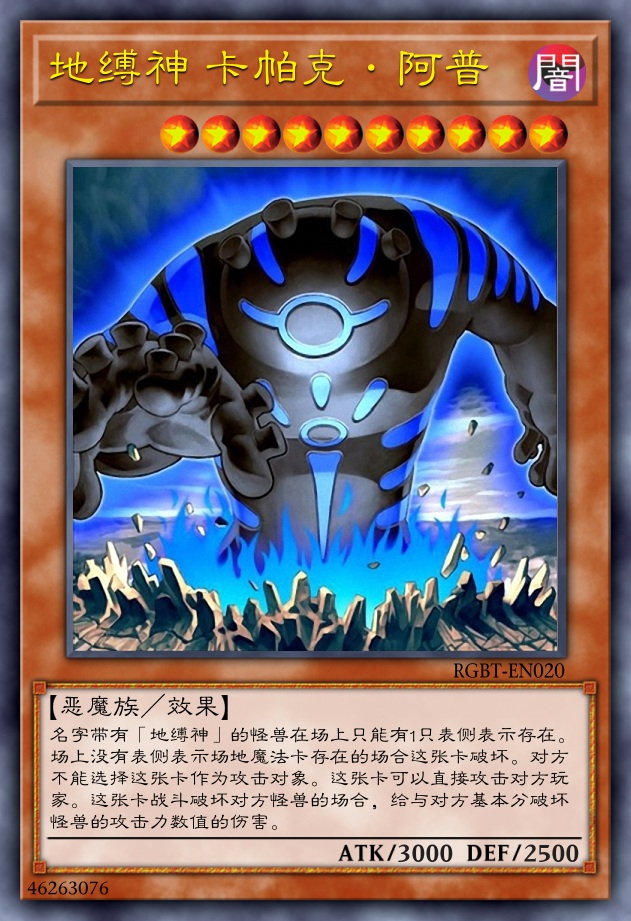 地缚神 卡帕克·阿普
闇
RGBT-EN020
【恶魔族／效果】
名字带有「地缚神」的怪兽在场上只能有1只表侧表示存在。
场上没有表侧表示场地魔法卡存在的场合这张卡破坏。对方
不能选择这张卡作为攻击对象。这张卡可以直接攻击对方玩
家。这张卡战斗破坏对方怪兽的场合，给与对方基本分破坏
怪兽的攻击力数值的伤害。
ATK/3000 DEF/2500
46263076